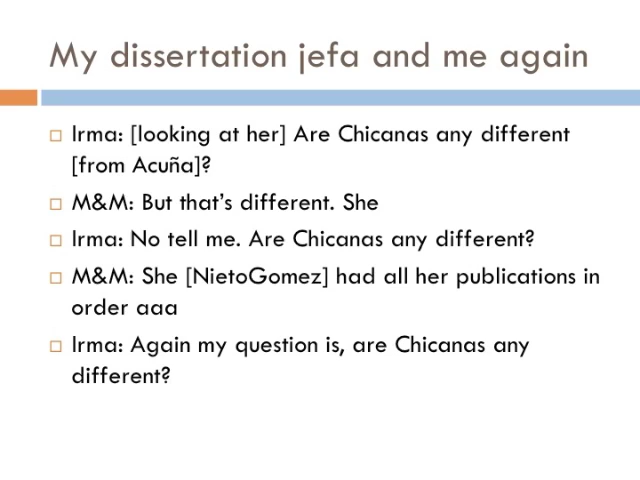 My dissertation jefa and me again
Irma: [looking at her] Are Chicanas any different
[from Acuña]?
M&M: But that’s different. She
Irma: No tell me. Are Chicanas any different?
M&M: She [NietoGomez] had all her publications in
order aaa
Irma: Again my question is, are Chicanas any
different?